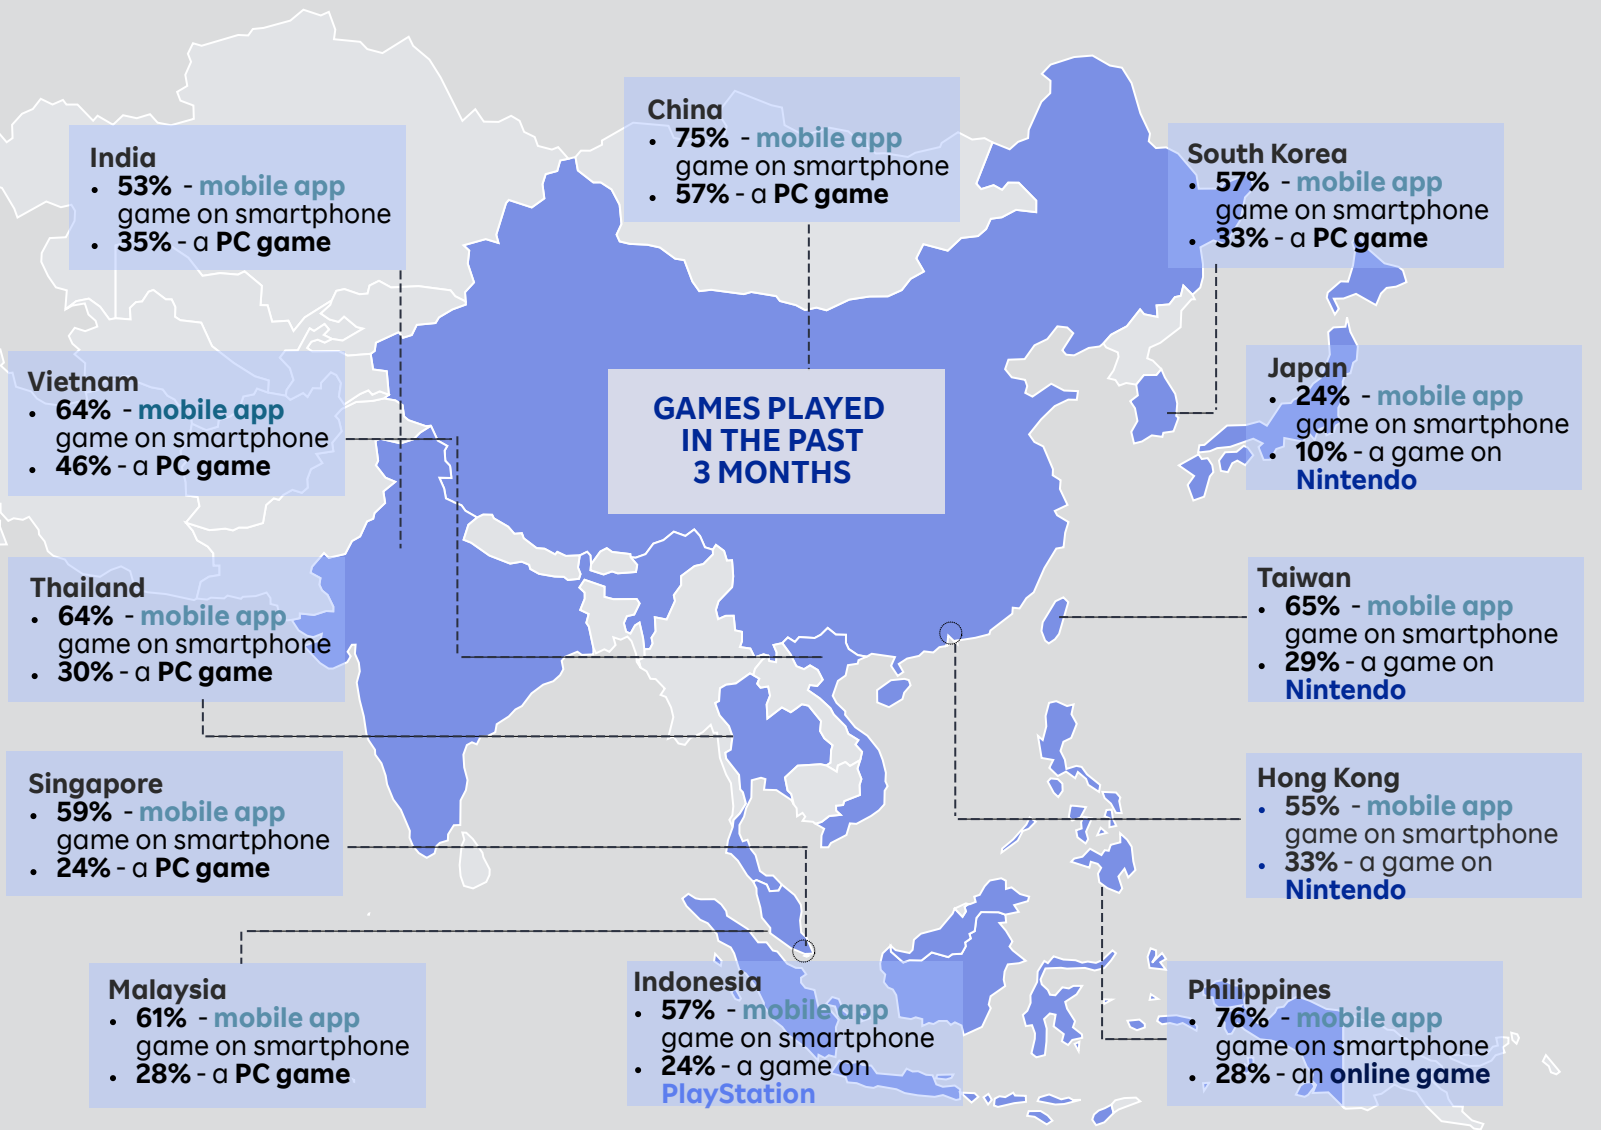 China
• 75% - mobile app
game on smartphone
• 57% - a PC game
India
• 53% - mobile app
game on smartphone
• 35% - a PC game
South Korea
• 57% - mobile app
game on smartphone
• 33% - a PC game
Vietnam
• 64% - mobile app
game on smartphone
• 46% - a PC game
GAMES PLAYED
IN THE PAST
3 MONTHS
Japan
• 24% - mobile app
game on smartphone
• 10% - a game on
Nintendo
Thailand
• 64% - mobile app
game on smartphone
• 30% - a PC game
Taiwan
• 65% - mobile app
game on smartphone
• 29% - a game on
Nintendo
Singapore
• 59% - mobile app
game on smartphone
• 24% - a PC game
Hong Kong
• 55% - mobile app
game on smartphone
• 33% - a game on
Nintendo
Malaysia
• 61% - mobile app
game on smartphone
• 28% - a PC game
Indonesia
• 57% - mobile app
game on smartphone
• 24% - a game on
PlayStation
Philippines
• 76% - mobile app
game on smartphone
• 28% - an online game